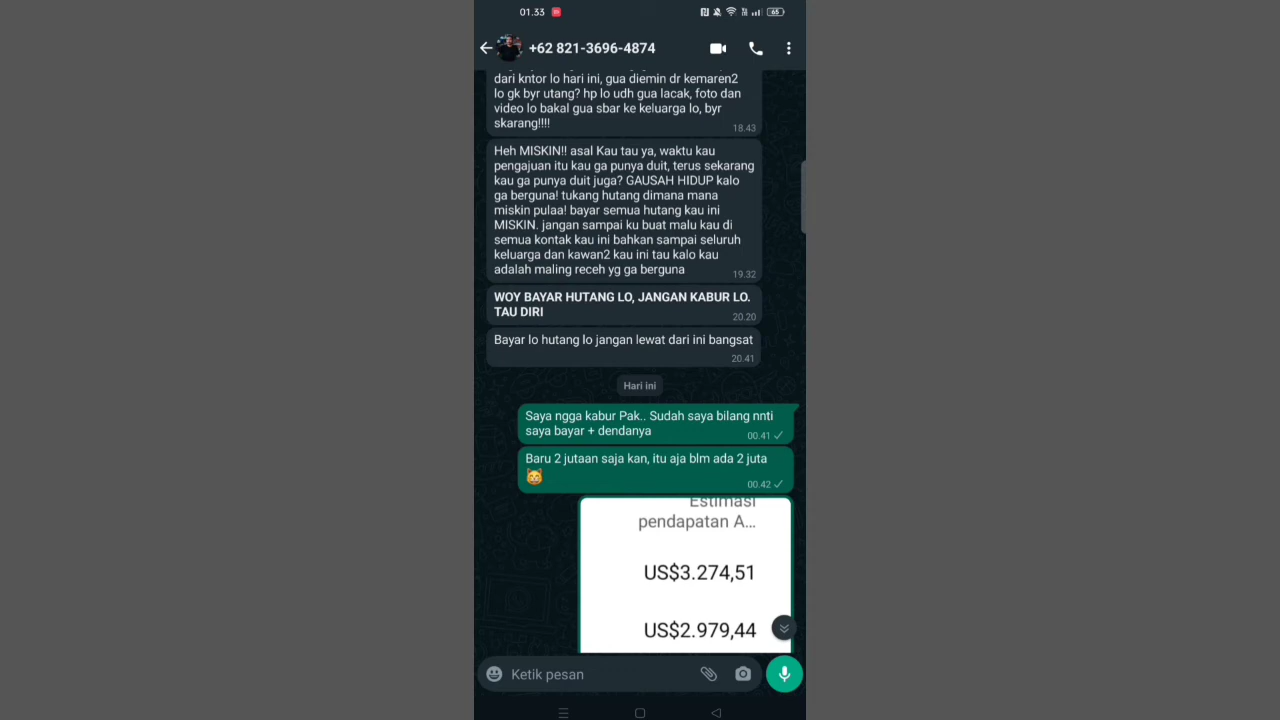 01.33
65
+62 821-3696-4874
dari kntor lo hari ini, gua diemin dr kemaren2
lo gk byr utang? hp lo udh gua lacak, foto dan
video lo bakal gua sbar ke keluarga lo, byr
skarang!!!!
18.43
Heh MISKIN!! asal Kau tau ya, waktu kau
pengajuan itu kau ga punya duit, terus sekarang
kau ga punya duit juga? GAUSAH HIDUP kalo
ga berguna! tukang hutang dimana mana
miskin pulaa! bayar semua hutang kau ini
MISKIN. jangan sampai ku buat malu kau di
semua kontak kau ini bahkan sampai seluruh
keluarga dan kawan2 kau ini tau kalo kau
adalah maling receh yg ga berguna
19.32
WOY BAYAR HUTANG LO, JANGAN KABUR LO.
TAU DIRI
20.20
Bayar lo hutang lo jangan lewat dari ini bangsat
20.41
Hari ini
Saya ngga kabur Pak.. Sudah saya bilang nnti
saya bayar + dendanya
00.41
Baru 2 jutaan saja kan, itu aja blm ada 2 juta
00.42
Estimasi
pendapatan A...
US$3.274,51
US$2.979,44
Ketik pesan